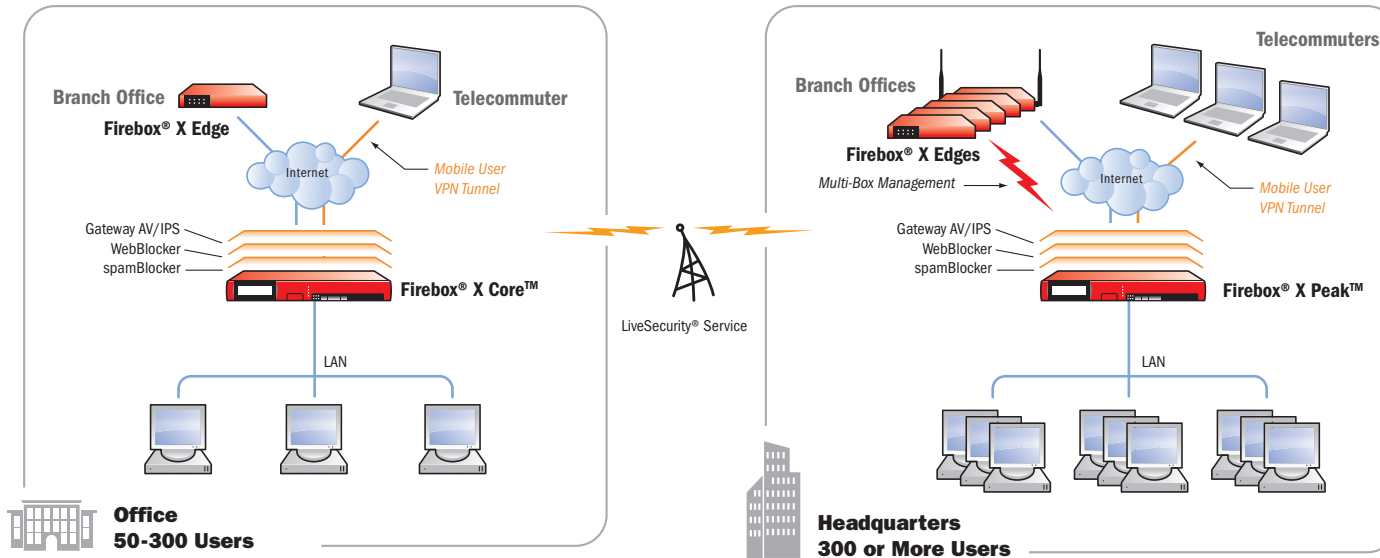 Branch Office
Firebox® X Edge
Telecommuter
Internet
Mobile User
VPN Tunnel
Gateway AV/IPS
WebBlocker
spamBlocker
Firebox® X Core™
LAN
Office
50-300 Users
LiveSecurity® Service
Telecommuters
Branch Offices
Firebox® X Edges
Multi-Box Management
Internet
Mobile User
VPN Tunnel
Gateway AV/IPS
WebBlocker
spamBlocker
Firebox® X Peak™
LAN
Headquarters
300 or More Users